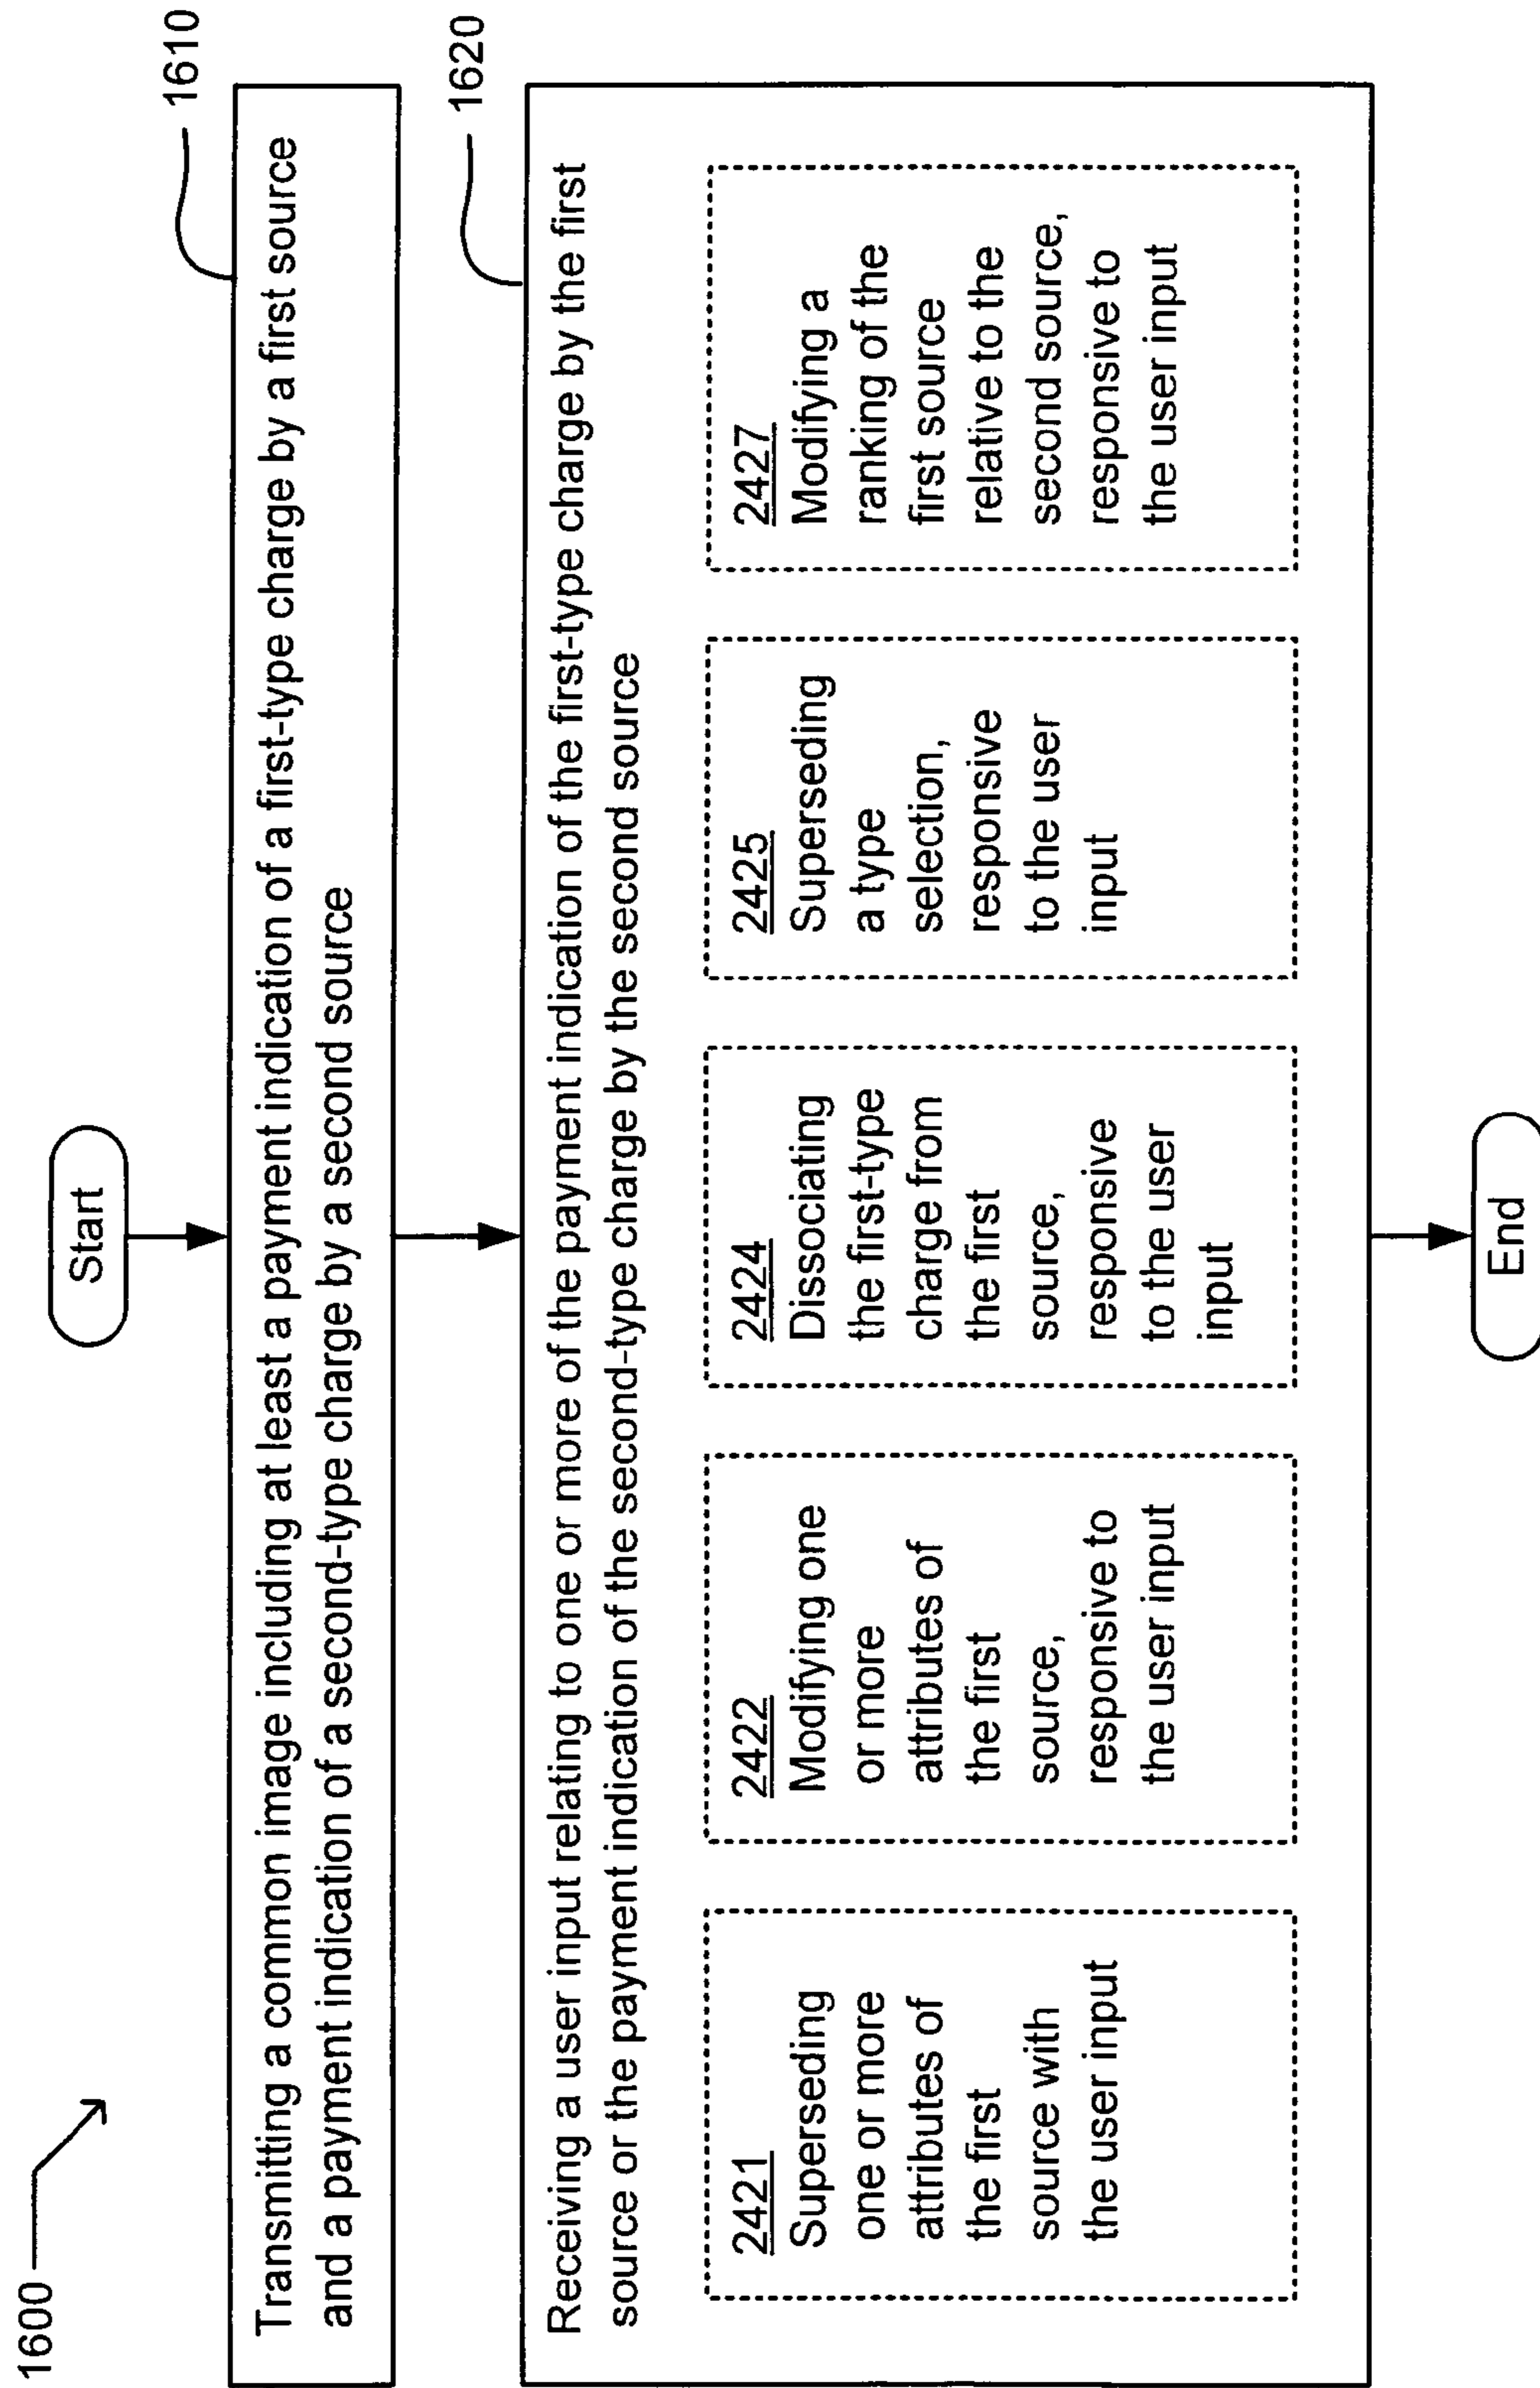 1600
Start
1610
Transmitting a common image including at least a payment indication of a first-type charge by a first source
and a payment indication of a second-type charge by a second source
1620
Receiving a user input relating to one or more of the payment indication of the first-type charge by the first
source or the payment indication of the second-type charge by the second source
2421
Superseding
one or more
attributes of
the first
source with
the user input
2422
Modifying one
or more
attributes of
the first
source,
responsive to
the user input
2424
Dissociating
the first-type
charge from
the first
source,
responsive
to the user
input
2425
Superseding
a type
selection,
responsive
to the user
input
2427
Modifying a
ranking of the
first source
relative to the
second source,
responsive to
the user input
End